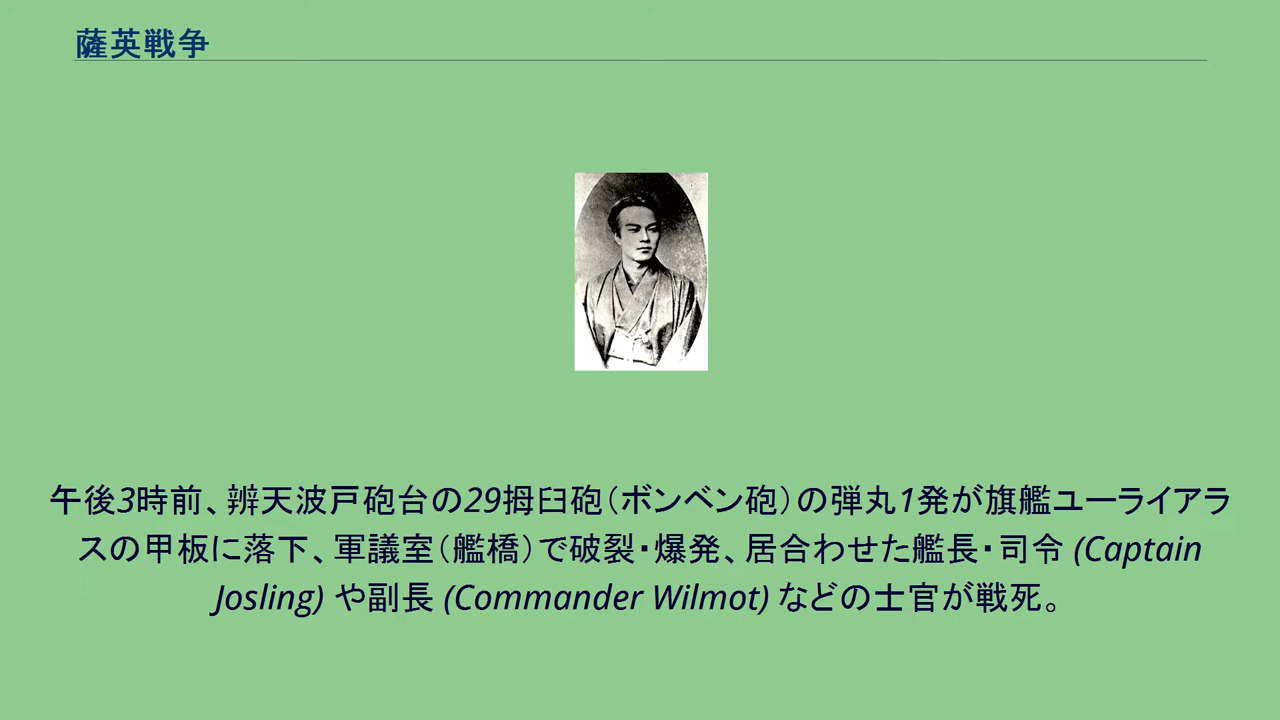 薩英戦争
午後3時前、辨天波戸砲台の29拇臼砲（ボンベン砲）の弾丸1発が旗艦ユーライアラ
スの甲板に落下、軍議室（艦橋）で破裂・爆発、居合わせた艦長・司令 (Captain
Josling) や副長 (Commander Wilmot) などの士官が戦死。